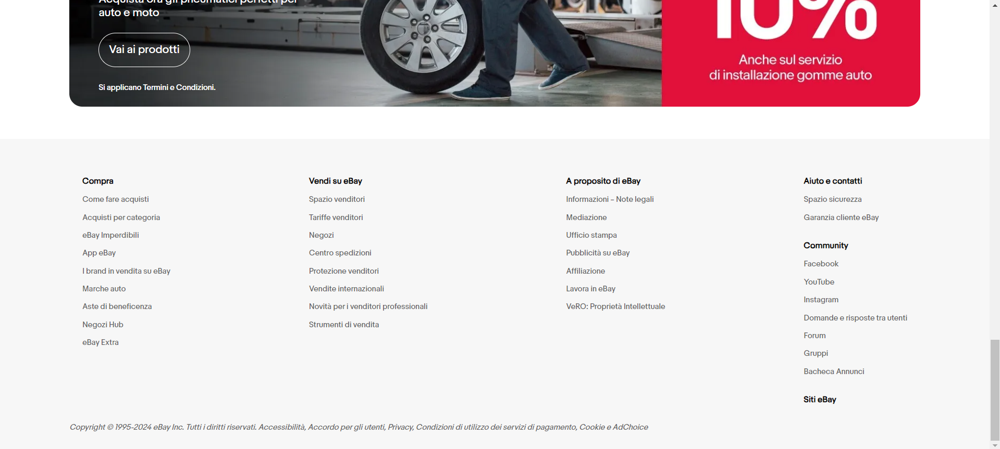 Acquista ora gli pneumatici perfetti per
auto e moto
Vai ai prodotti
Si applicano Termini e Condizioni.
10%
Anche sul servizio
di installazione gomme auto
Compra
Come fare acquisti
Acquisti per categoria
eBay Imperdibili
App eBay
I brand in vendita su eBay
Marche auto
Aste di beneficenza
Negozi Hub
eBay Extra
Vendi su eBay
Spazio venditori
Tariffe venditori
Negozi
Centro spedizioni
Protezione venditori
Vendite internazionali
Novità per i venditori professionali
Strumenti di vendita
A proposito di eBay
Informazioni – Note legali
Mediazione
Ufficio stampa
Pubblicità su eBay
Affiliazione
Lavora in eBay
VeRO: Proprietà Intellettuale
Aiuto e contatti
Spazio sicurezza
Garanzia cliente eBay
Community
Facebook
YouTube
Instagram
Domande e risposte tra utenti
Forum
Gruppi
Bacheca Annunci
Siti eBay
Copyright © 1995-2024 eBay Inc. Tutti i diritti riservati. Accessibilità, Accordo per gli utenti, Privacy, Condizioni di utilizzo dei servizi di pagamento, Cookie e AdChoice